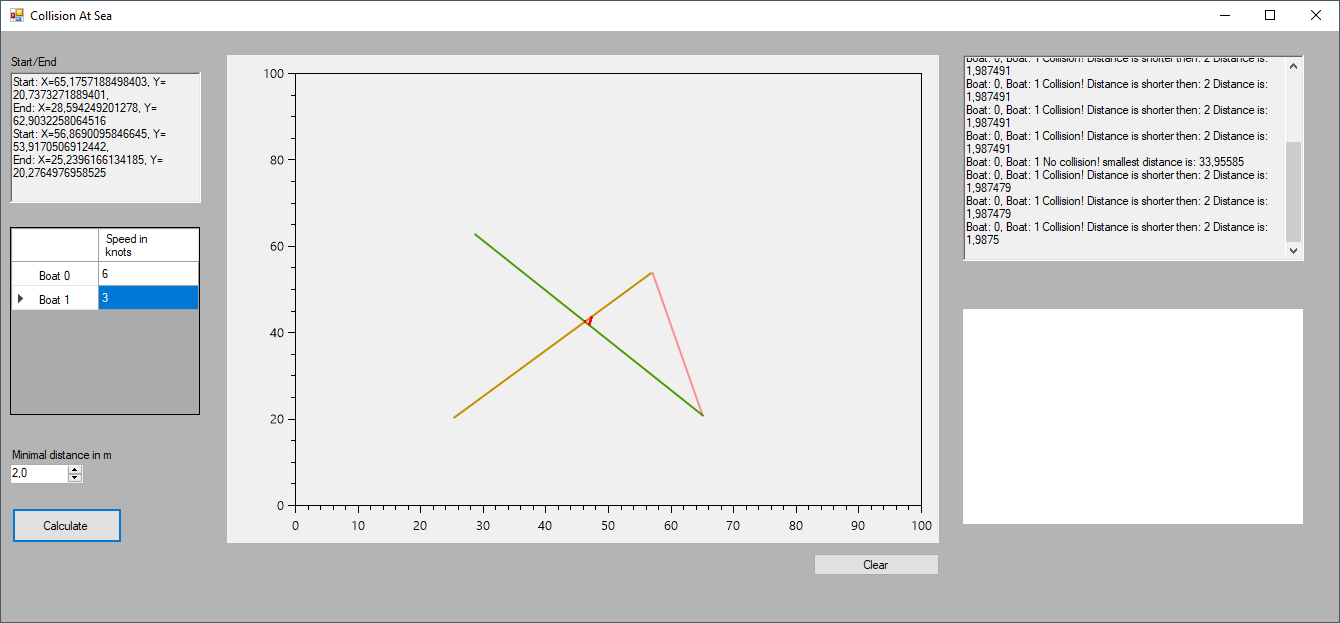 Collision At Sea
Start/End
Start: X=65,1757188498403, Y=
20,7373271889401,
End: X=28,594249201278, Y=
62,9032258064516
Start: X=56,8690095846645, Y=
53,9170506912442,
End: X=25,2396166134185, Y=
20,2764976958525
Speed in
knots
Boat 0 6
Boat 1 3
Minimal distance in m
2,0
Calculate
100
80
60
40
20
0
0 10 20 30 40 50 60 70 80 90 100
Clear
Boat: 0, Boat: 1 Collision! Distance is shorter then: 2 Distance is:
1,987491
Boat: 0, Boat: 1 Collision! Distance is shorter then: 2 Distance is:
1,987491
Boat: 0, Boat: 1 Collision! Distance is shorter then: 2 Distance is:
1,987491
Boat: 0, Boat: 1 Collision! Distance is shorter then: 2 Distance is:
1,987491
Boat: 0, Boat: 1 No collision! smallest distance is: 33,95585
Boat: 0, Boat: 1 Collision! Distance is shorter then: 2 Distance is:
1,987479
Boat: 0, Boat: 1 Collision! Distance is shorter then: 2 Distance is:
1,987479
Boat: 0, Boat: 1 Collision! Distance is shorter then: 2 Distance is:
1,9875